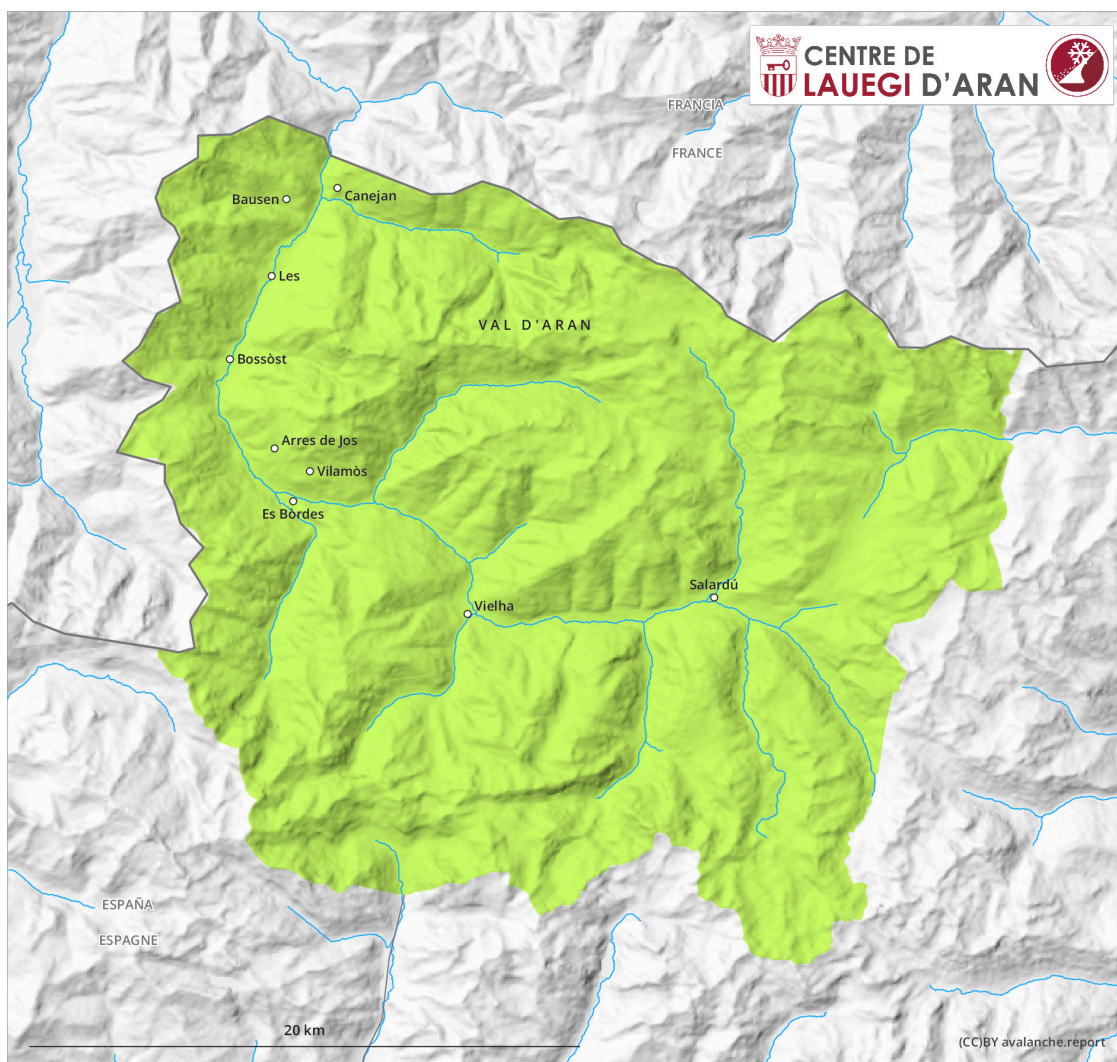 CENTRE DE
LAUEGI D'ARAN
FRANCIA
FRANCE
Bausen
Canejan
Les
VAL D'ARAN
Bossòst
Arres de Jos
Vilamòs
Es Bòrdes
Salardú
Vielha
ESPAÑA
ESPAGNE
20 km
(CC)BY avalanche.report